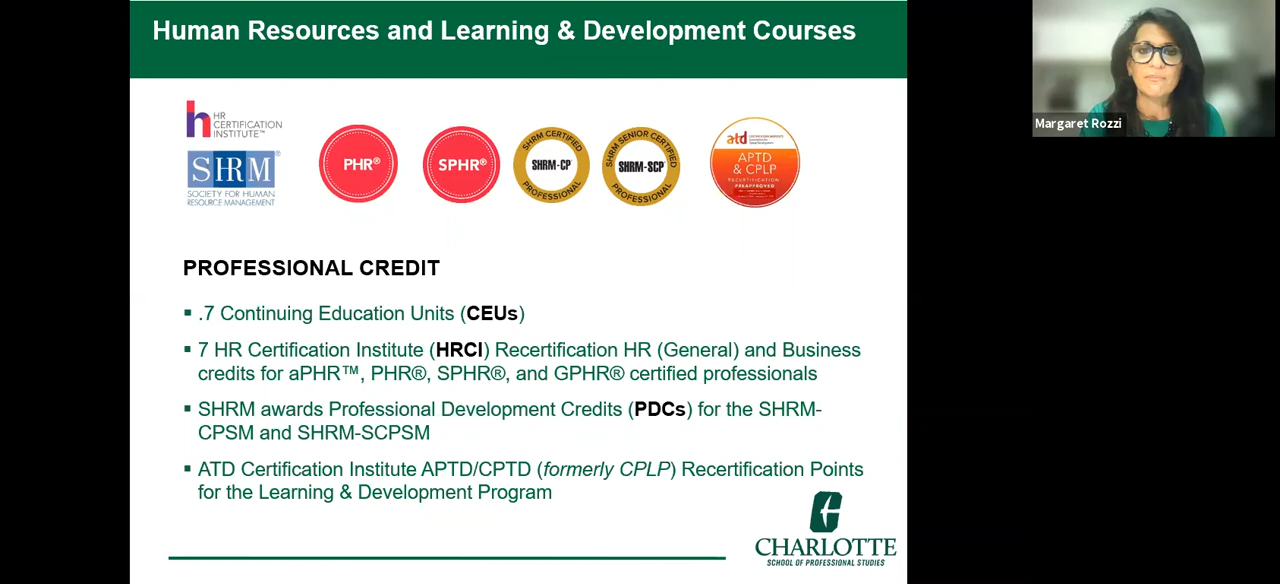 Human Resources and Learning & Development Courses
Margaret Rozzi
HR
CERTIFICATION
INSTITUTE™
SHRM®
SOCIETY FOR HUMAN
RESOURCE MANAGEMENT
PHR®
SPHR®
SHRM CERTIFIED
SHRM-CP
PROFESSIONAL
SHRM SENIOR CERTIFIED
SHRM-SCP
PROFESSIONAL
atd
APTD
& CPLP
RECERTIFICATION
PREAPPROVED
PROFESSIONAL CREDIT
▪ .7 Continuing Education Units (CEUs)
▪ 7 HR Certification Institute (HRCI) Recertification HR (General) and Business
credits for aPHR™, PHR®, SPHR®, and GPHR® certified professionals
▪ SHRM awards Professional Development Credits (PDCs) for the SHRM-
CPSM and SHRM-SCPSM
▪ ATD Certification Institute APTD/CPTD (formerly CPLP) Recertification Points
for the Learning & Development Program
CHARLOTTE
SCHOOL OF PROFESSIONAL STUDIES